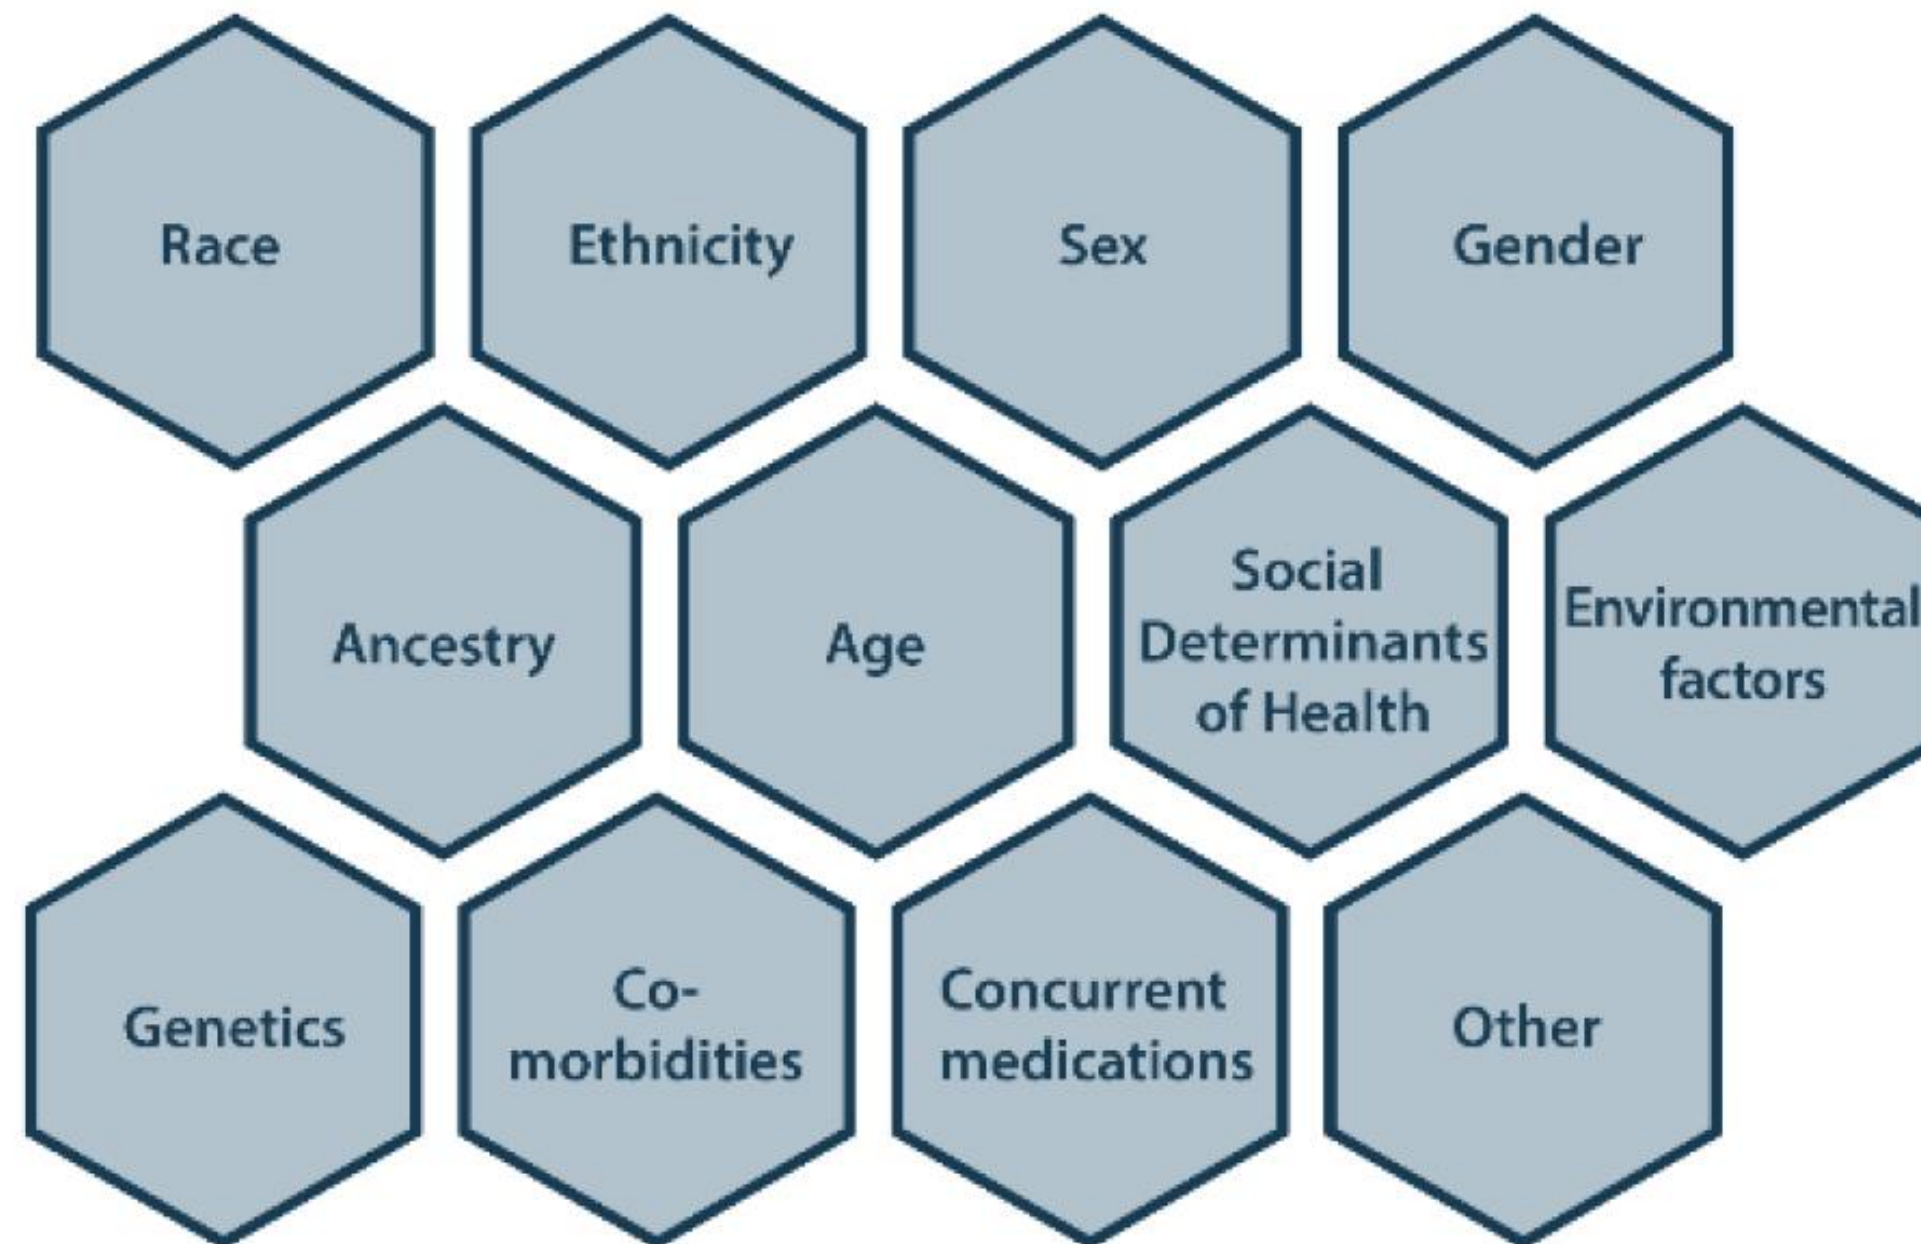 Race
Ethnicity
Sex
Gender
Ancestry
Age
Social
Determinants
of Health
Environmental
factors
Genetics
Co-
morbidities
Concurrent
medications
Other